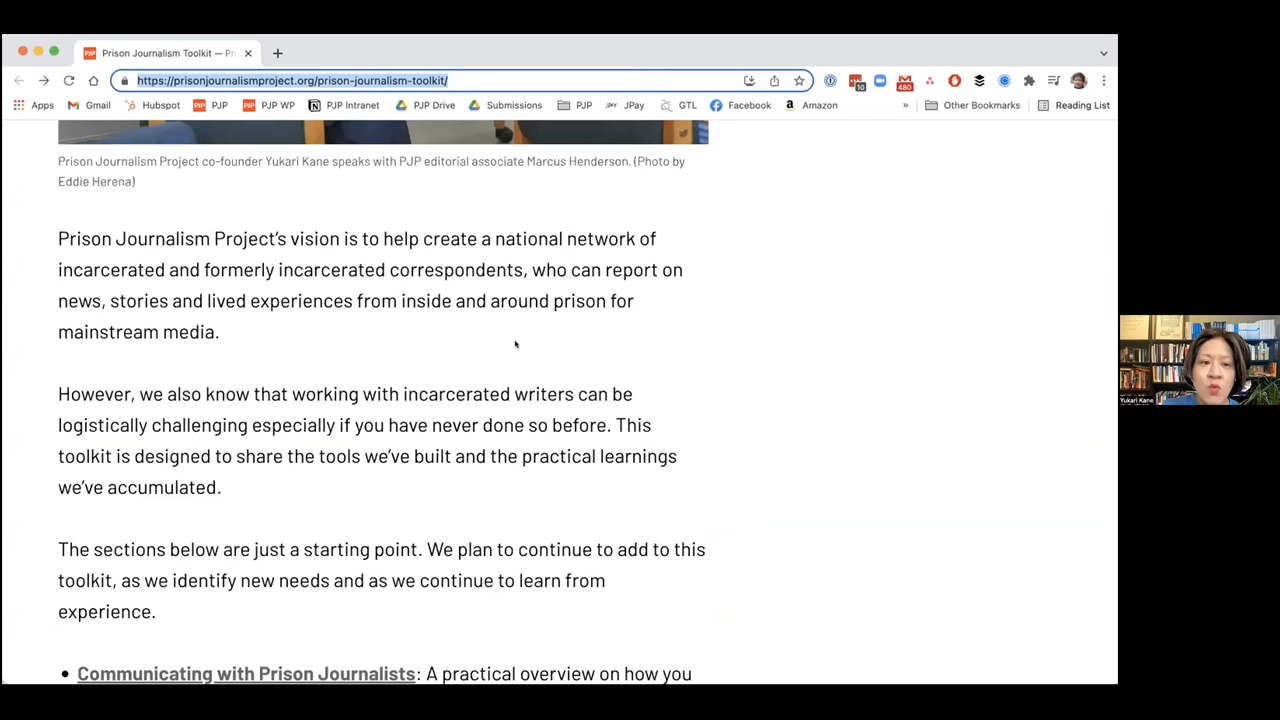 Prison Journalism Toolkit — Pr
https://prisonjournalismproject.org/prison-journalism-toolkit/
10
480
Apps Gmail Hubspot PJP PJP WP PJP Intranet PJP Drive Submissions PJP JPay GTL Facebook Amazon » Other Bookmarks Reading List
Prison Journalism Project co-founder Yukari Kane speaks with PJP editorial associate Marcus Henderson. (Photo by
Eddie Herena)
Prison Journalism Project’s vision is to help create a national network of
incarcerated and formerly incarcerated correspondents, who can report on
news, stories and lived experiences from inside and around prison for
mainstream media.
However, we also know that working with incarcerated writers can be
logistically challenging especially if you have never done so before. This
toolkit is designed to share the tools we’ve built and the practical learnings
we’ve accumulated.
The sections below are just a starting point. We plan to continue to add to this
toolkit, as we identify new needs and as we continue to learn from
experience.
• Communicating with Prison Journalists: A practical overview on how you
Yukari Kane